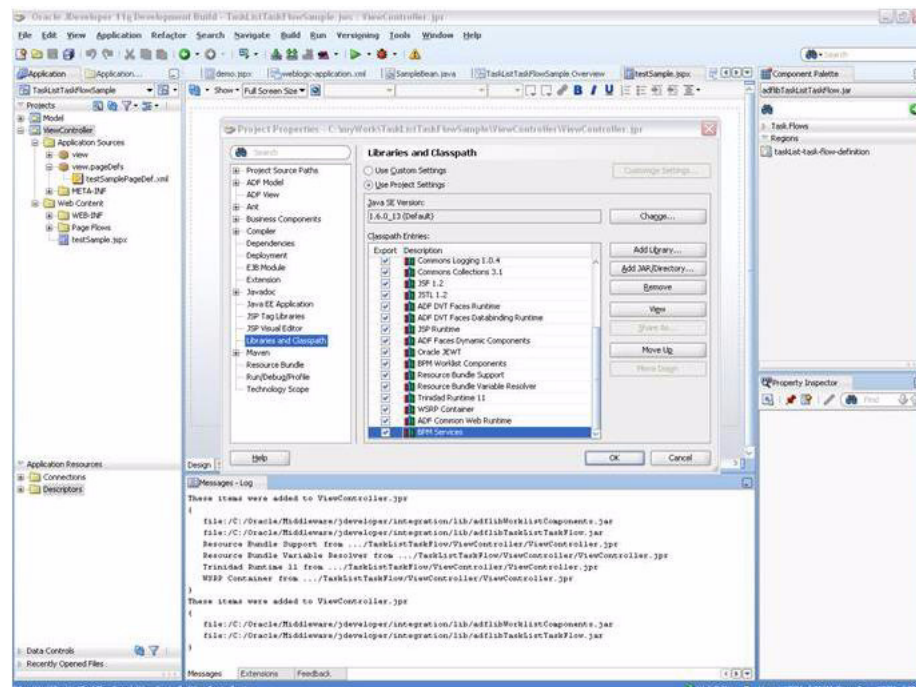 Oracle JDeveloper 11g Development Build - TaskListTaskFlowSample.jws : ViewController.jpr
File Edit View Application Refactor Search Navigate Build Run Versioning Tools Window Help
Search
Application
Application...
demo.jspx
weblogic-application.xml
SampleBean.java
TaskListTaskFlowSample Overview
testSample.jspx
Component Palette
TaskListTaskFlowSample
Show
Full Screen Size
adflibTaskListTaskFlow.jar
Projects
Model
ViewController
Application Sources
view
view.pageDefs
testSamplePageDef.xml
META-INF
Web Content
WEB-INF
Page Flows
testSample.jspx
Task Flows
Regions
taskList-task-flow-definition
Project Properties - C:\myWork\TaskListTaskFlowSample\ViewController\ViewController.jpr
Search
Project Source Paths
ADF Model
ADF View
Ant
Business Components
Compiler
Dependencies
Deployment
EJB Module
Extension
Javadoc
Java EE Application
JSP Tag Libraries
JSP Visual Editor
Libraries and Classpath
Maven
Resource Bundle
Run/Debug/Profile
Technology Scope
Libraries and Classpath
Use Custom Settings
Customize Settings...
Use Project Settings
Java SE Version:
1.6.0_13 (Default)
Change...
Classpath Entries:
Export Description
Commons Logging 1.0.4
Commons Collections 3.1
JSF 1.2
JSTL 1.2
ADF DVT Faces Runtime
ADF DVT Faces Databinding Runtime
JSP Runtime
ADF Faces Dynamic Components
Oracle JEWT
BPM Worklist Components
Resource Bundle Support
Resource Bundle Variable Resolver
Trinidad Runtime 11
WSRP Container
ADF Common Web Runtime
BPM Services
Add Library...
Add JAR/Directory...
Remove
View
Share As...
Move Up
Move Down
Help
OK
Cancel
Property Inspector
Find
Application Resources
Connections
Descriptors
Design
Messages - Log
These items were added to ViewController.jpr
{
file:/C:/Oracle/Middleware/jdeveloper/integration/lib/adflibWorklistComponents.jar
file:/C:/Oracle/Middleware/jdeveloper/integration/lib/adflibTaskListTaskFlow.jar
Resource Bundle Support from .../TaskListTaskFlow/ViewController/ViewController.jpr
Resource Bundle Variable Resolver from .../TaskListTaskFlow/ViewController/ViewController.jpr
Trinidad Runtime 11 from .../TaskListTaskFlow/ViewController/ViewController.jpr
WSRP Container from .../TaskListTaskFlow/ViewController/ViewController.jpr
}
These items were added to ViewController.jpr
{
file:/C:/Oracle/Middleware/jdeveloper/integration/lib/adflibWorklistComponents.jar
file:/C:/Oracle/Middleware/jdeveloper/integration/lib/adflibTaskListTaskFlow.jar
}
Data Controls
Recently Opened Files
Messages
Extensions
Feedback